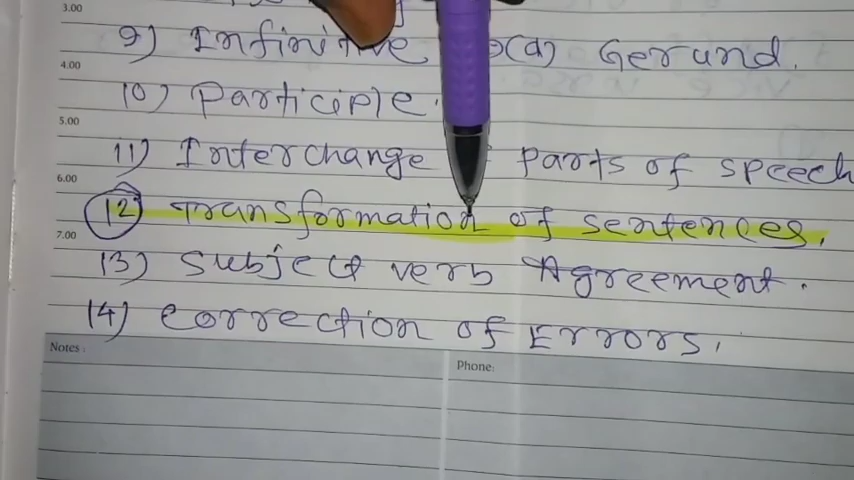 3.00
9) Infinitive (a) Gerund.
4.00
10) Participle.
5.00
11) Interchange parts of speech
6.00
12) Transformation of sentences.
7.00
13) Subject verb Agreement.
14) Correction of Errors.
Notes:
Phone: